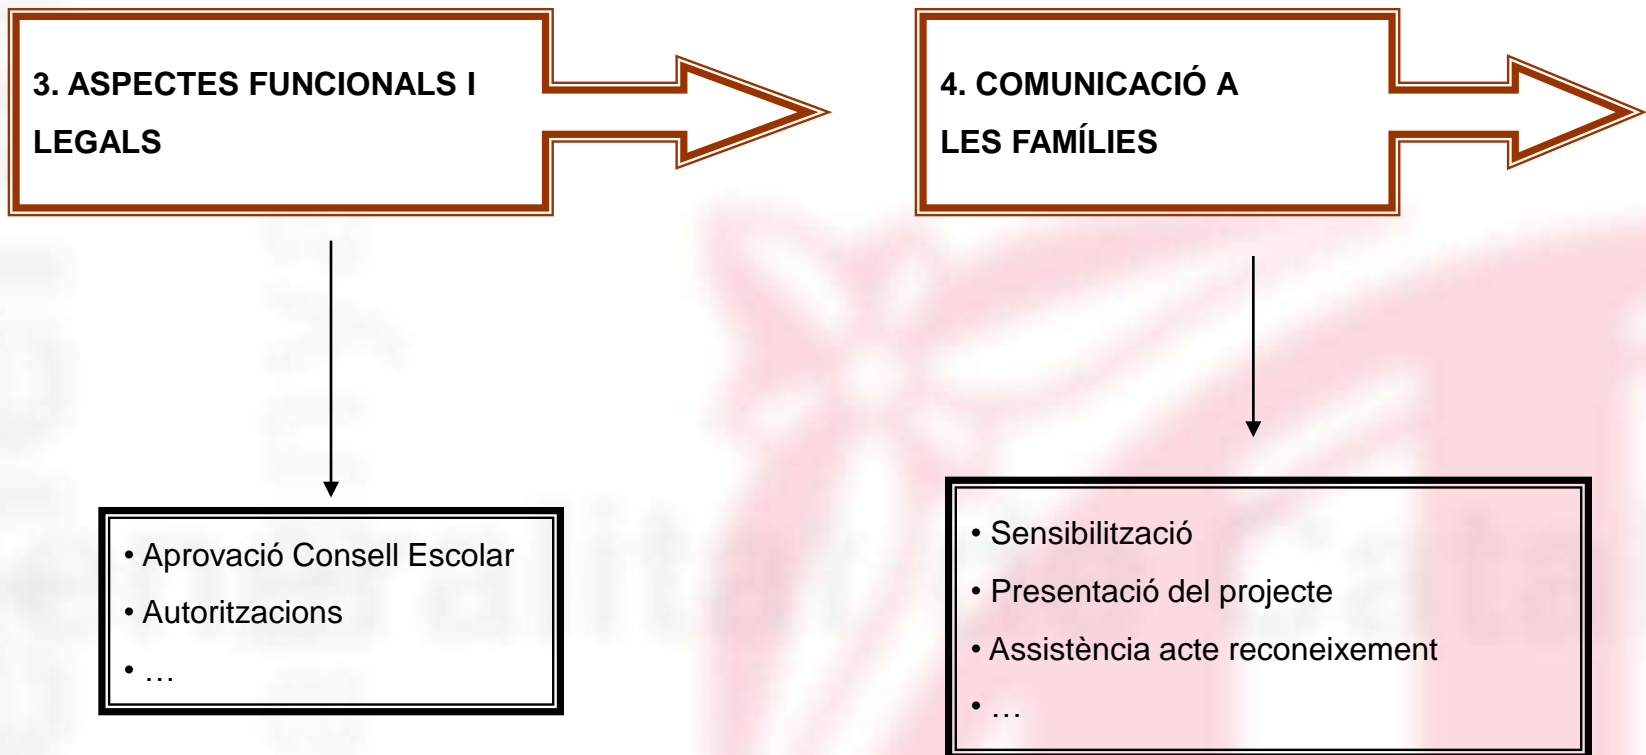 3. ASPECTES FUNCIONALS I
LEGALS
4. COMUNICACIÓ A
LES FAMÍLIES
• Aprovació Consell Escolar
• Autoritzacions
• …
• Sensibilització
• Presentació del projecte
• Assistència acte reconeixement
• …